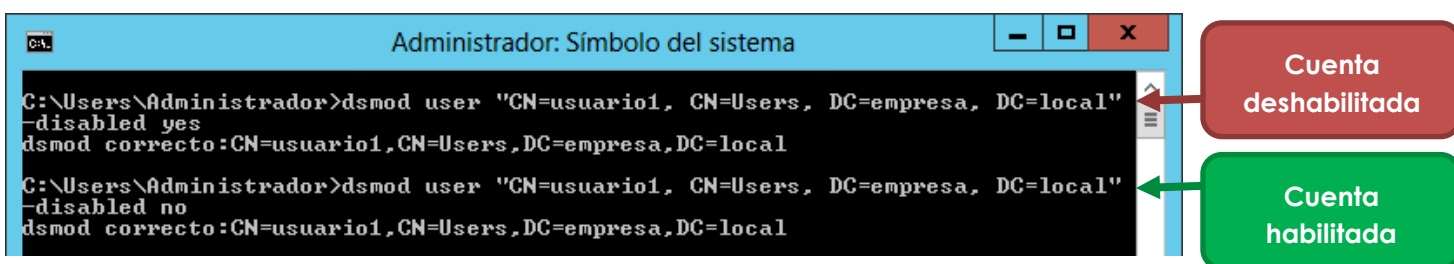 Administrador: Símbolo del sistema
C:\Users\Administrador>dsmod user "CN=usuario1, CN=Users, DC=empresa, DC=local"
-disabled yes
dsmod correcto:CN=usuario1,CN=Users,DC=empresa,DC=local
C:\Users\Administrador>dsmod user "CN=usuario1, CN=Users, DC=empresa, DC=local"
-disabled no
dsmod correcto:CN=usuario1,CN=Users,DC=empresa,DC=local
Cuenta
deshabilitada
Cuenta
habilitada